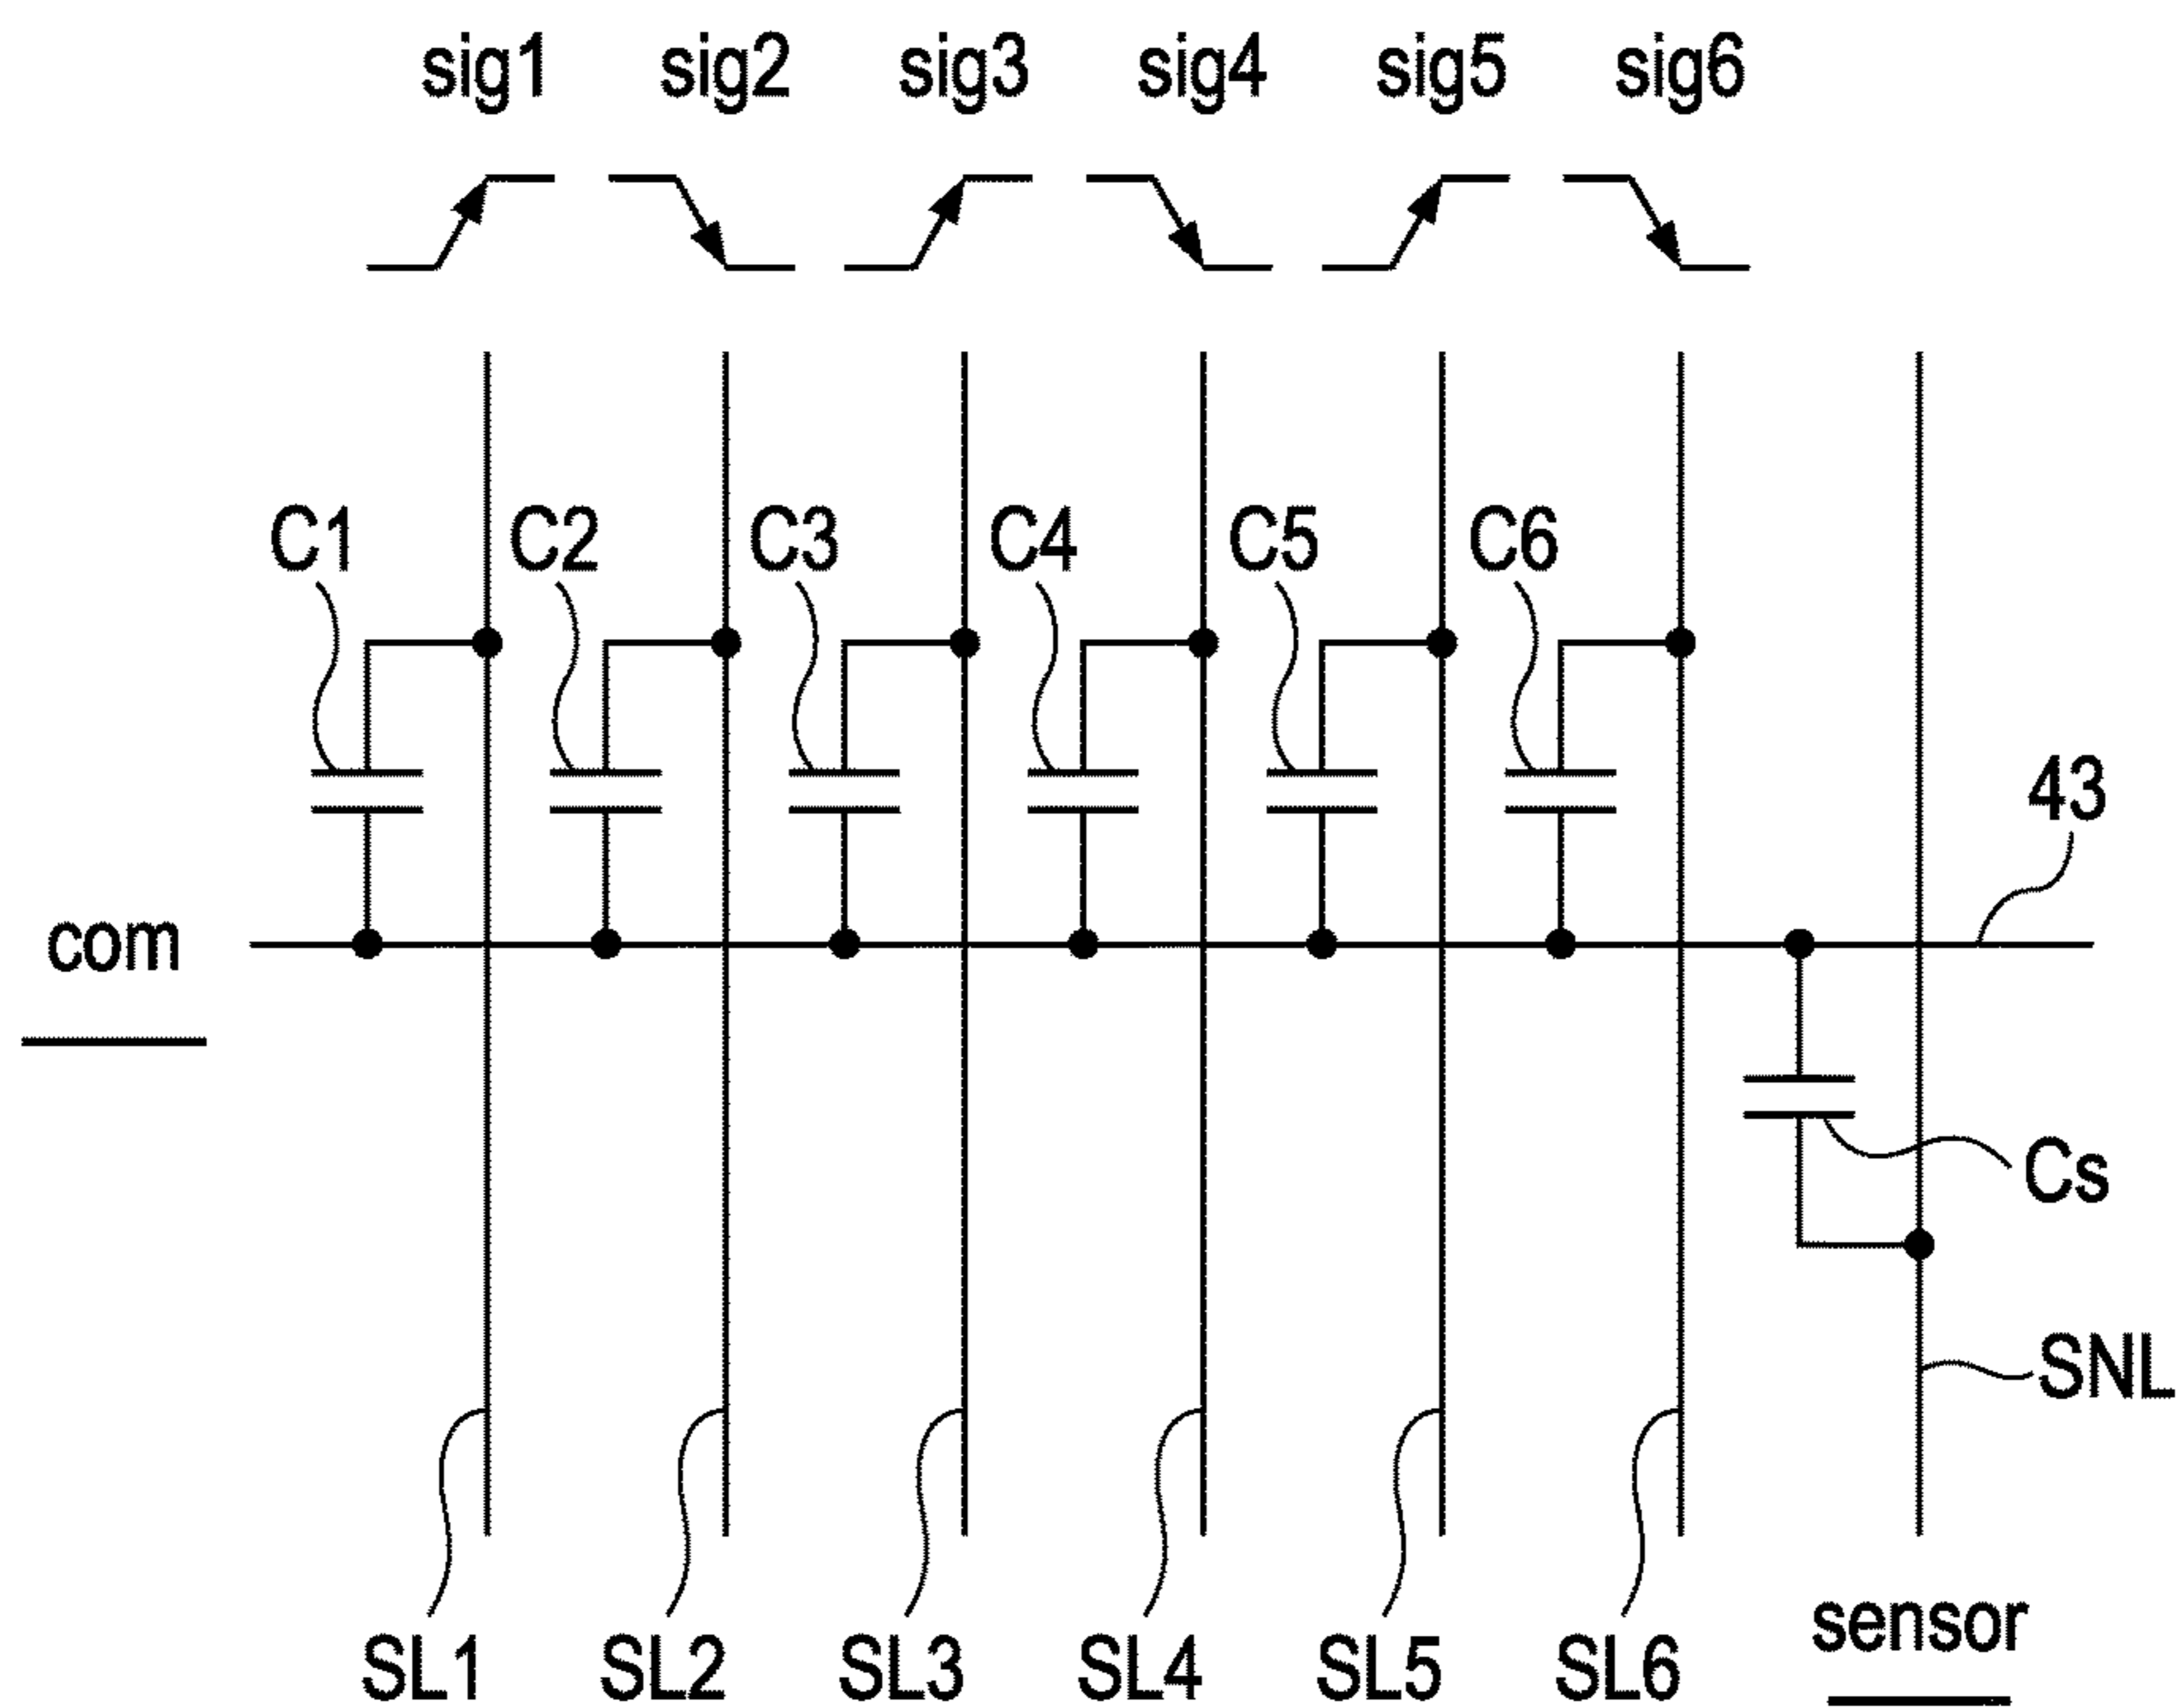 sig1 sig2 sig3 sig4 sig5 sig6
C1 C2 C3 C4 C5 C6
43
com
Cs
SNL
SL1 SL2 SL3 SL4 SL5 SL6
sensor